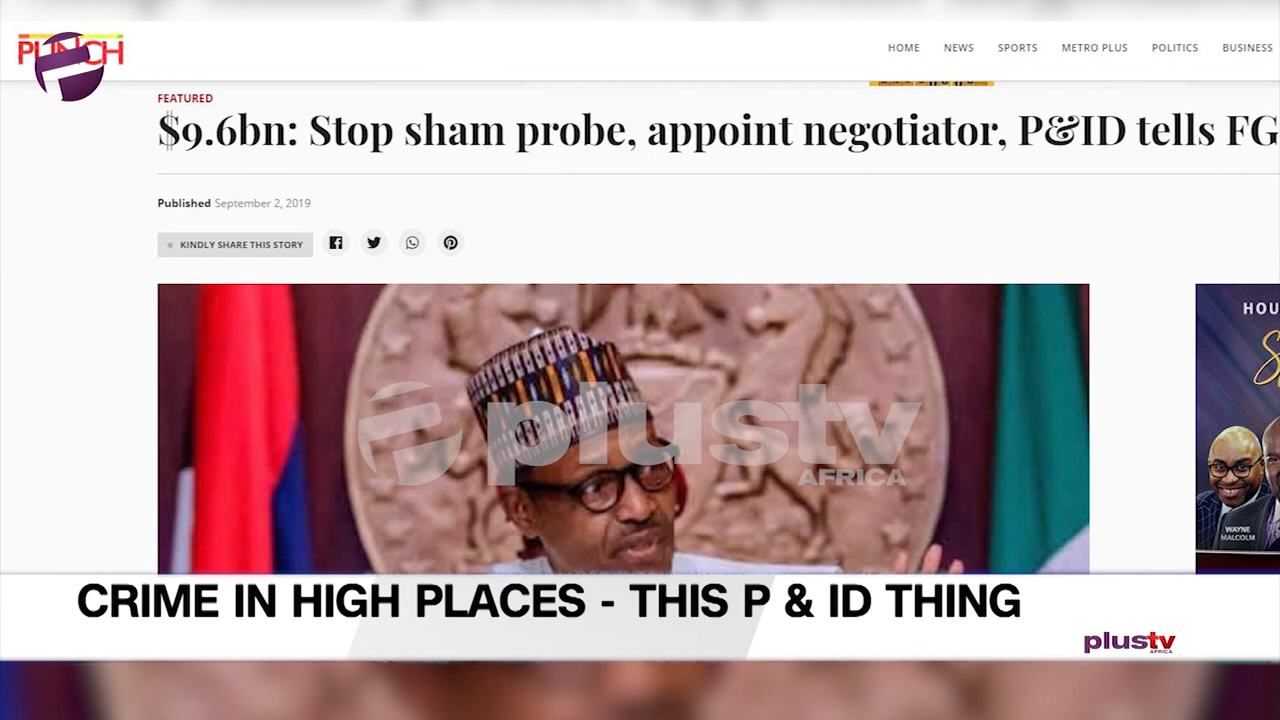 PUNCH
HOME NEWS SPORTS METRO PLUS POLITICS BUSINESS
FEATURED
$9.6bn: Stop sham probe, appoint negotiator, P&ID tells FG
Published September 2, 2019
KINDLY SHARE THIS STORY
HOU
plustv
AFRICA
WAYNE
MALCOLM
CRIME IN HIGH PLACES - THIS P & ID THING
plustv
AFRICA